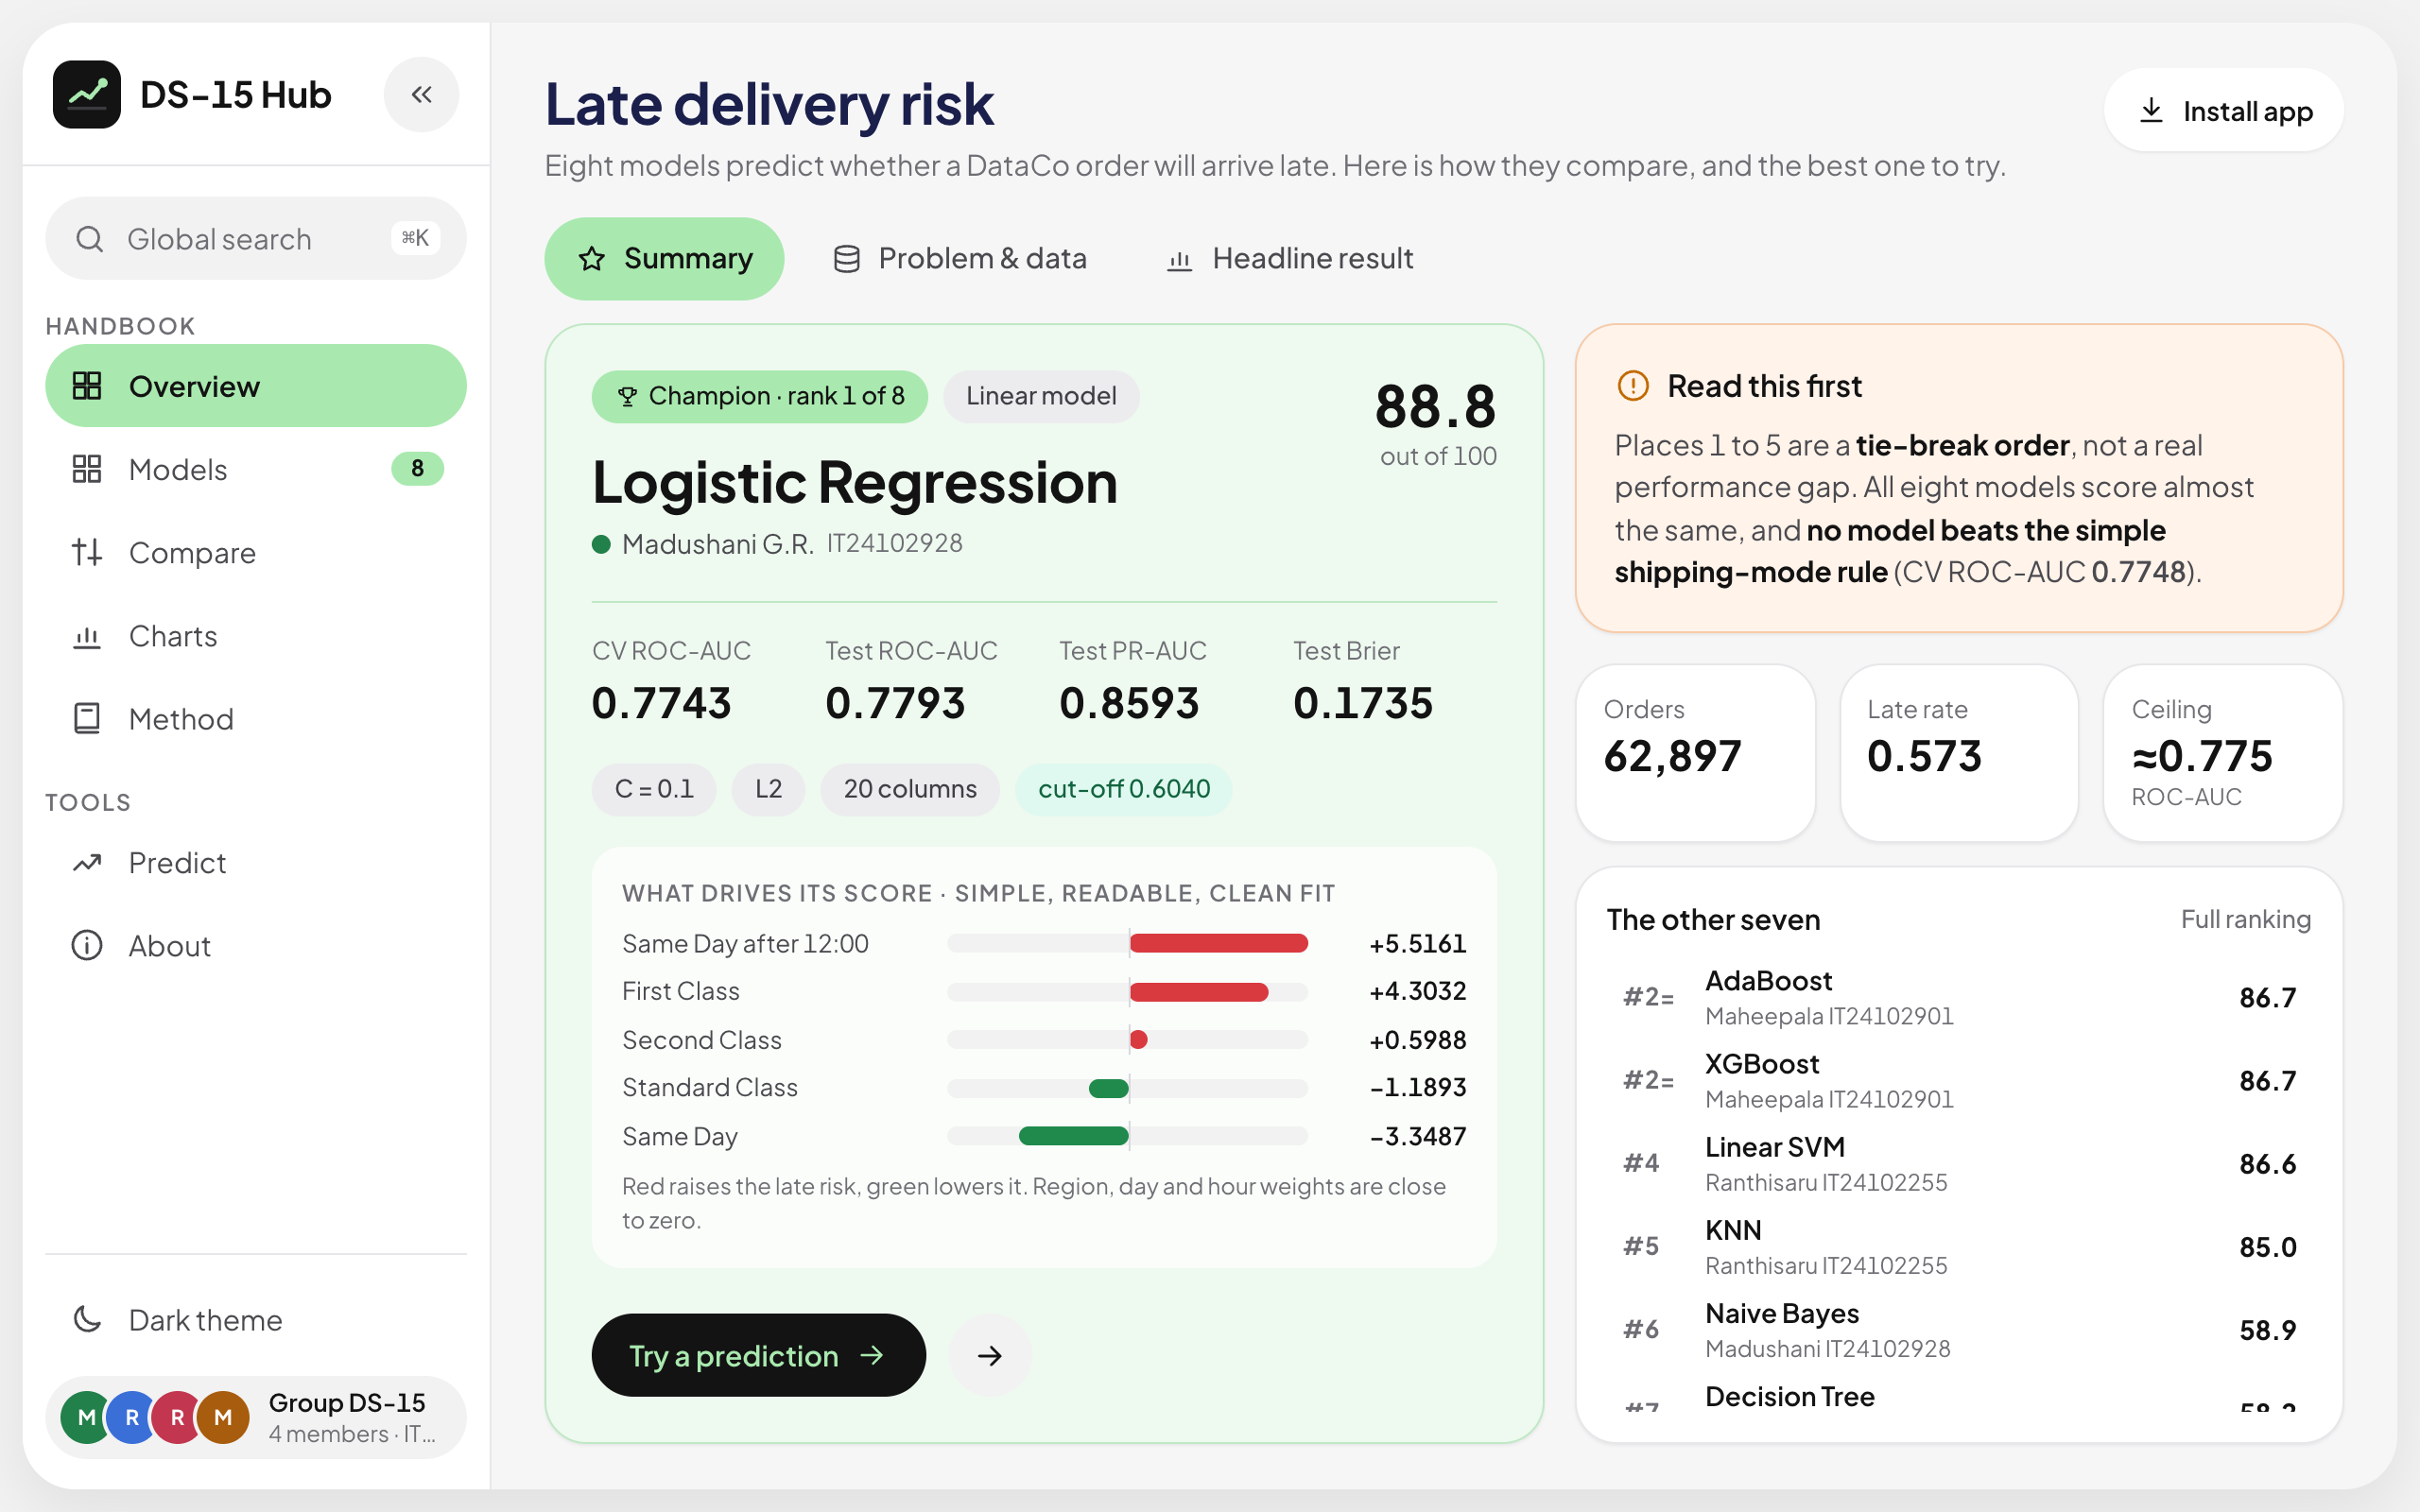 DS-15 Hub
Global search
⌘K
HANDBOOK
Overview
Models
8
Compare
Charts
Method
TOOLS
Predict
About
Dark theme
M R R M
Group DS-15
4 members · IT...
Late delivery risk
Eight models predict whether a DataCo order will arrive late. Here is how they compare, and the best one to try.
Install app
Summary
Problem & data
Headline result
Champion · rank 1 of 8
Linear model
88.8
out of 100
Logistic Regression
Madushani G.R. IT24102928
CV ROC-AUC
0.7743
Test ROC-AUC
0.7793
Test PR-AUC
0.8593
Test Brier
0.1735
C = 0.1
L2
20 columns
cut-off 0.6040
WHAT DRIVES ITS SCORE · SIMPLE, READABLE, CLEAN FIT
Same Day after 12:00 +5.5161
First Class +4.3032
Second Class +0.5988
Standard Class −1.1893
Same Day −3.3487
Red raises the late risk, green lowers it. Region, day and hour weights are close
to zero.
Try a prediction
Read this first
Places 1 to 5 are a tie-break order, not a real
performance gap. All eight models score almost
the same, and no model beats the simple
shipping-mode rule (CV ROC-AUC 0.7748).
Orders
62,897
Late rate
0.573
Ceiling
≈0.775
ROC-AUC
The other seven
Full ranking
#2= AdaBoost 86.7
Maheepala IT24102901
#2= XGBoost 86.7
Maheepala IT24102901
#4 Linear SVM 86.6
Ranthisaru IT24102255
#5 KNN 85.0
Ranthisaru IT24102255
#6 Naive Bayes 58.9
Madushani IT24102928
Decision Tree